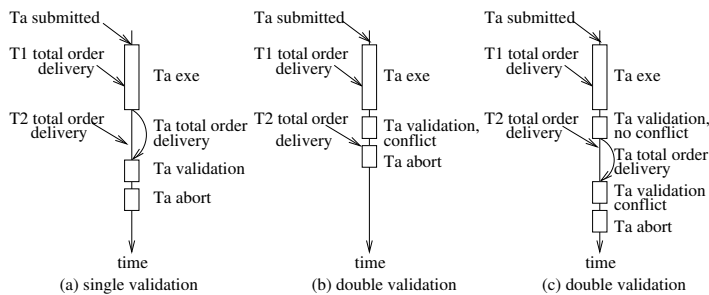 Ta submitted
T1 total order
delivery
Ta exe
T2 total order
delivery
Ta total order
delivery
Ta validation
Ta abort
time
(a) single validation
Ta submitted
T1 total order
delivery
Ta exe
T2 total order
delivery
Ta validation,
conflict
Ta abort
time
(b) double validation
Ta submitted
T1 total order
delivery
Ta exe
T2 total order
delivery
Ta validation,
no conflict
Ta total order
delivery
Ta validation
conflict
Ta abort
time
(c) double validation